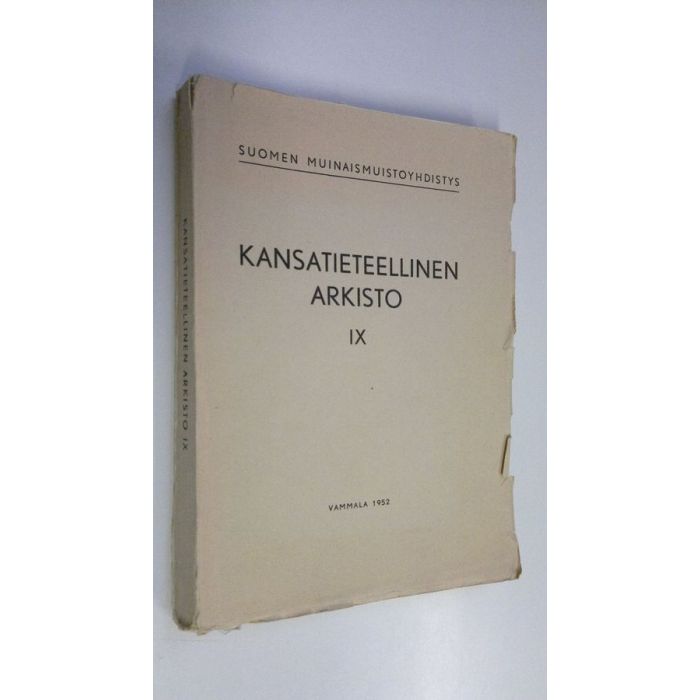 SUOMEN MUINAISMUISTOYHDISTYS
KANSATIETEELLINEN
ARKISTO
IX
VAMMALA 1952
KANSATIETEELLINEN ARKISTO IX